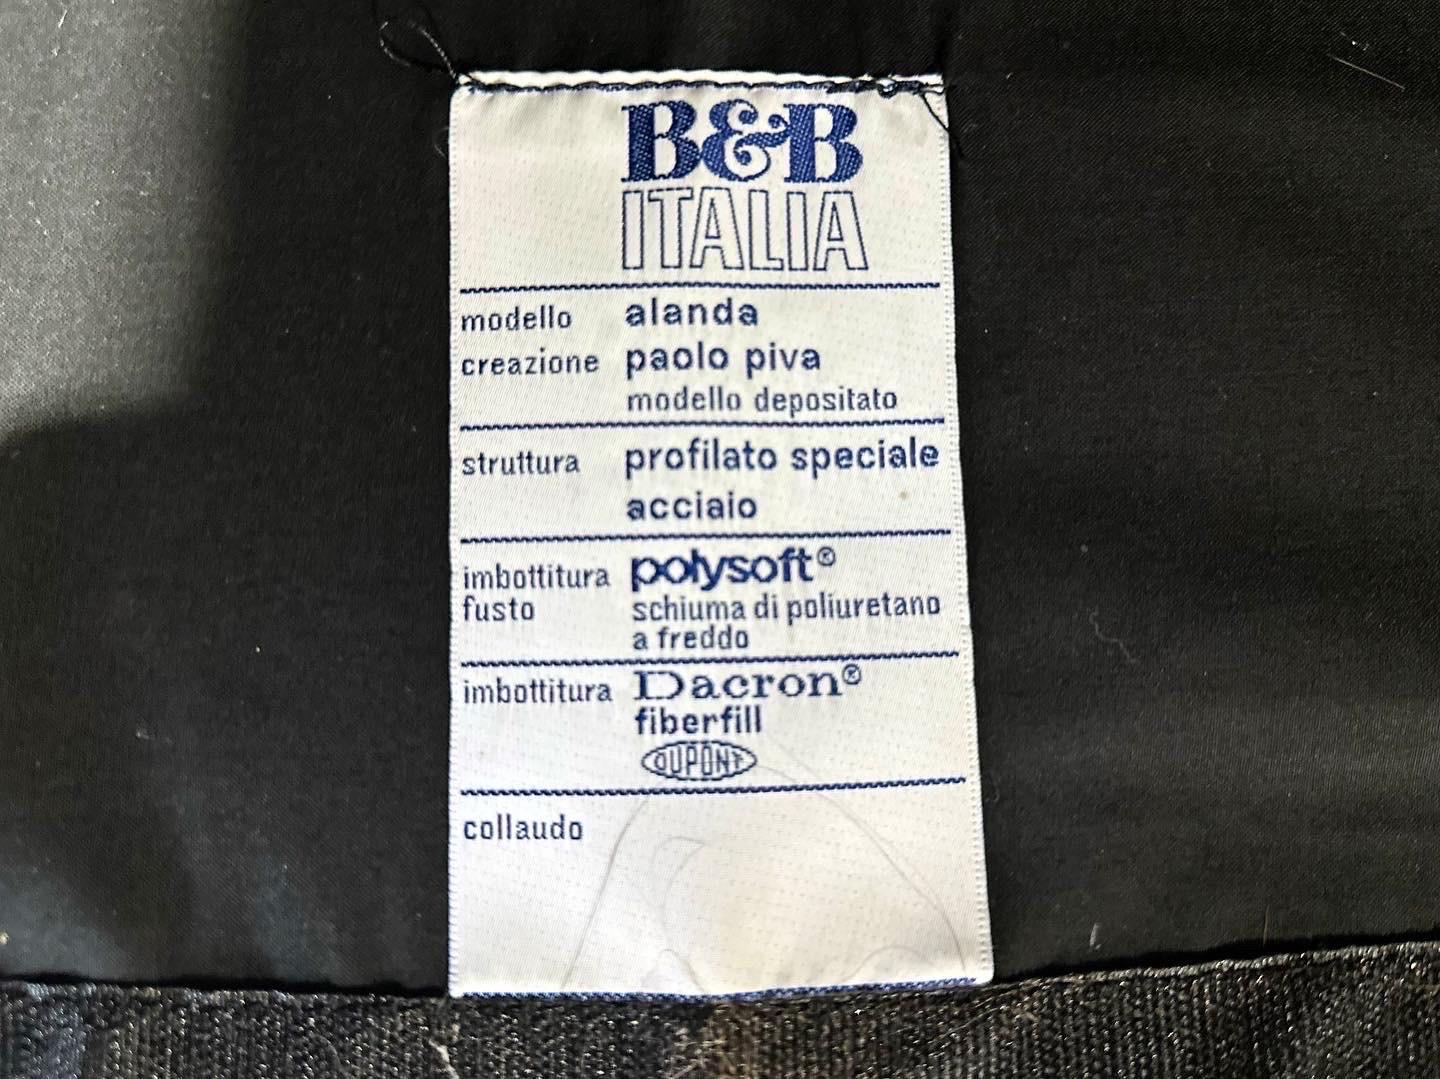 B&B
ITALIA
modello alanda
creazione paolo piva
modello depositato
struttura profilato speciale
acciaio
imbottitura polysoft®
fusto schiuma di poliuretano
a freddo
imbottitura Dacron®
fiberfill
DUPONT
collaudo